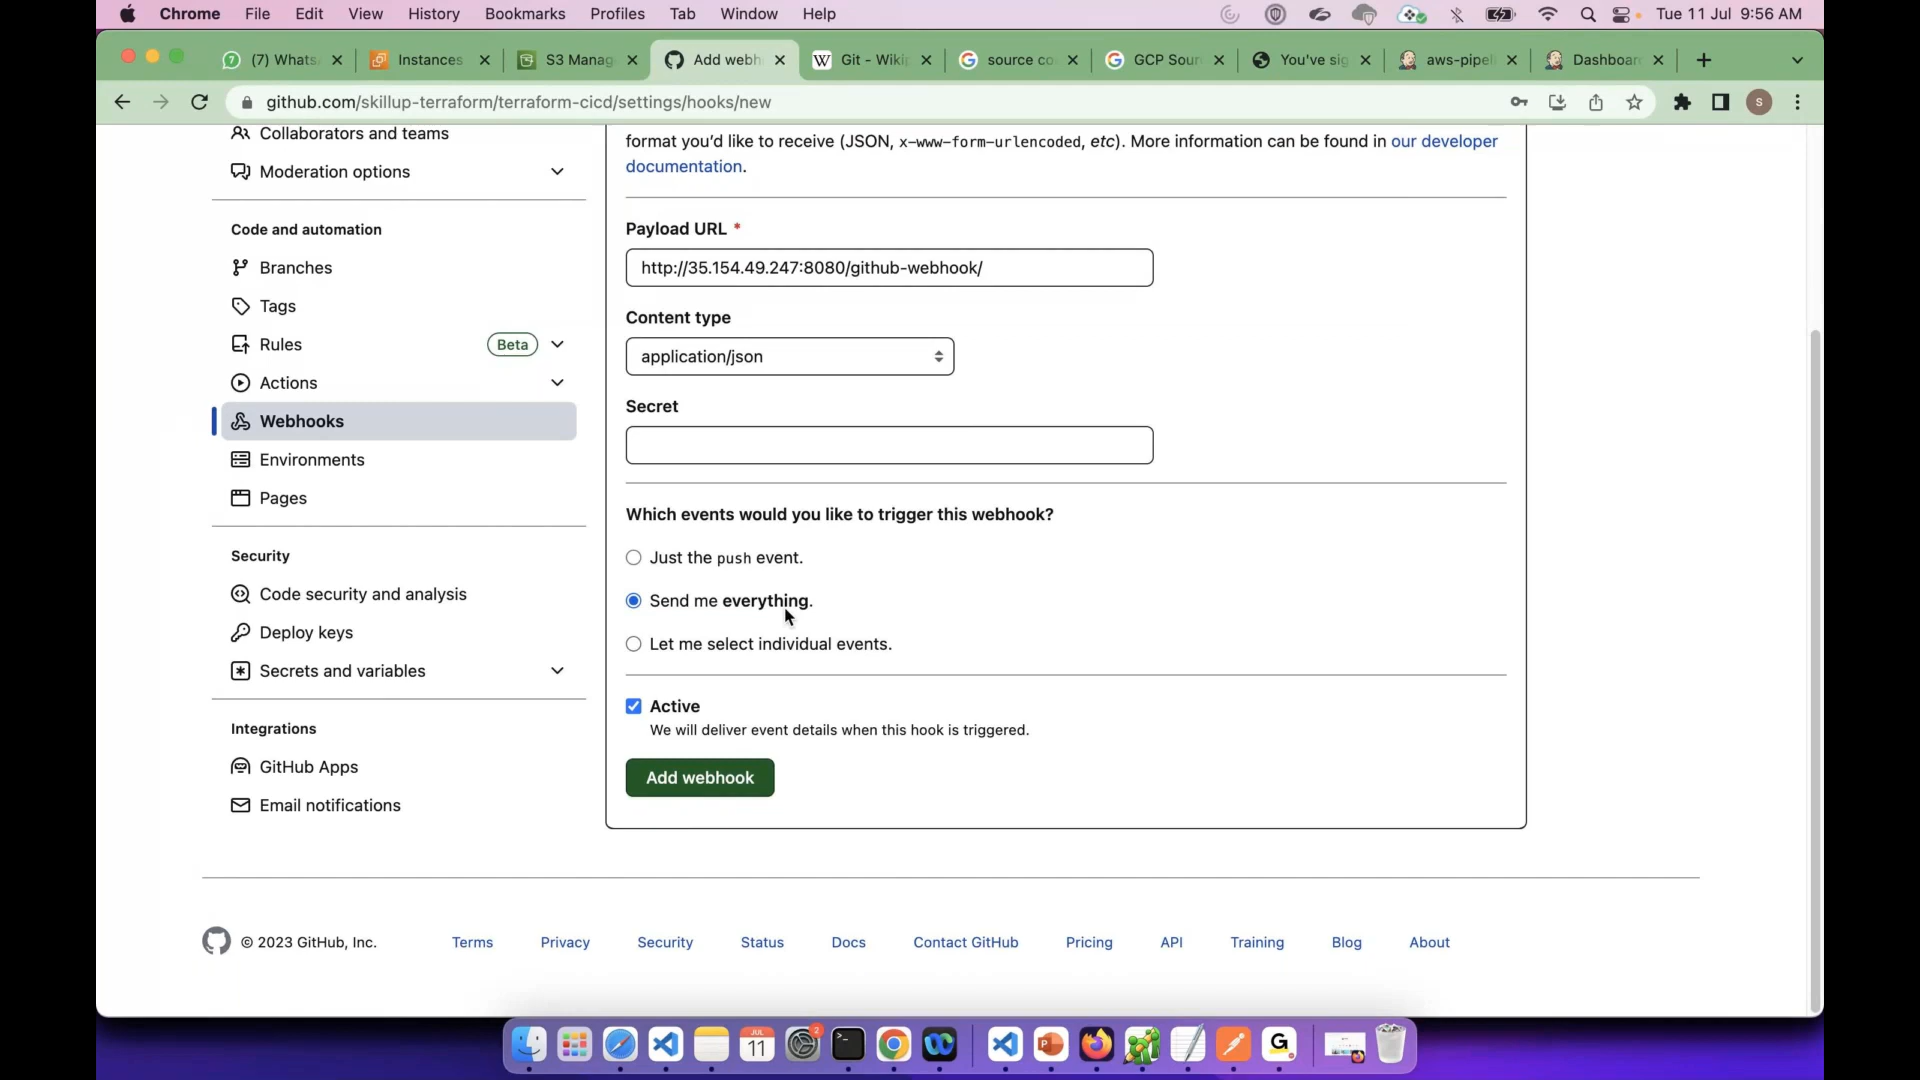 Chrome File Edit View History Bookmarks Profiles Tab Window Help Tue 11 Jul 9:56 AM
(7) Whats Instances S3 Manag Add webh Git - Wiki source co GCP Sour You've sig aws-pipel Dashboar
github.com/skillup-terraform/terraform-cicd/settings/hooks/new
S
Collaborators and teams
Moderation options
Code and automation
Branches
Tags
Rules Beta
Actions
Webhooks
Environments
Pages
Security
Code security and analysis
Deploy keys
Secrets and variables
Integrations
GitHub Apps
Email notifications
format you'd like to receive (JSON, x-www-form-urlencoded, etc). More information can be found in our developer
documentation.
Payload URL *
http://35.154.49.247:8080/github-webhook/
Content type
application/json
Secret
Which events would you like to trigger this webhook?
Just the push event.
Send me everything.
Let me select individual events.
Active
We will deliver event details when this hook is triggered.
Add webhook
© 2023 GitHub, Inc. Terms Privacy Security Status Docs Contact GitHub Pricing API Training Blog About
JUL
11
2